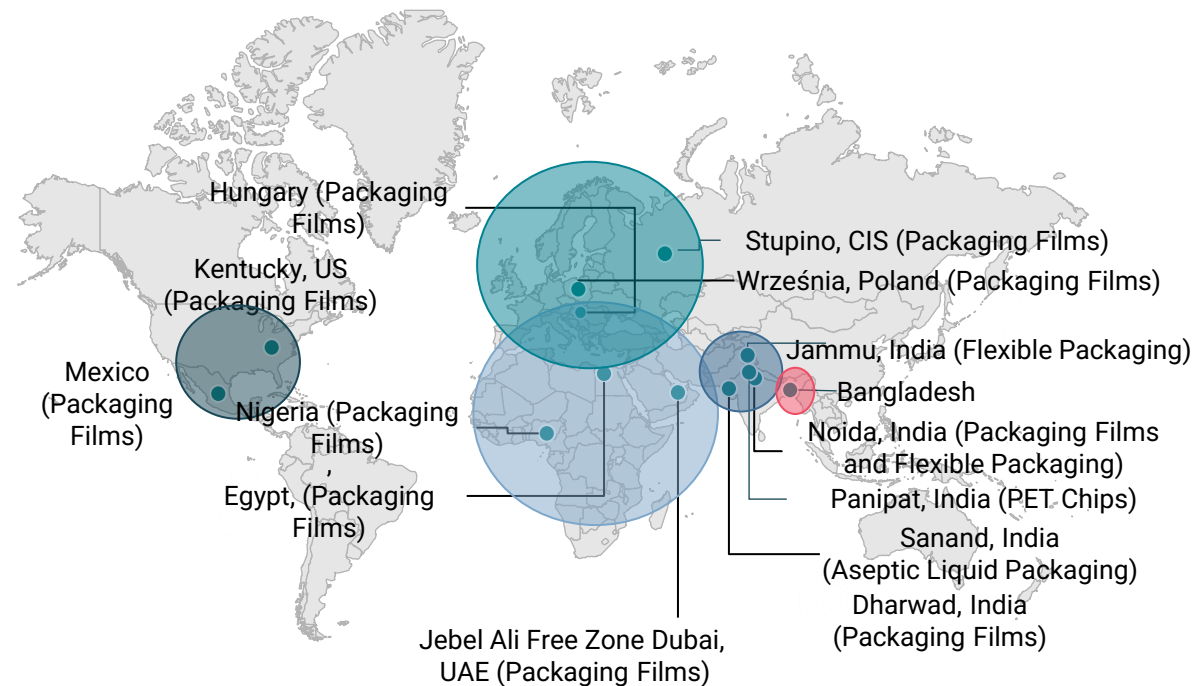 Hungary (Packaging
Films)
Kentucky, US
(Packaging Films)
Mexico
(Packaging
Films)
Nigeria (Packaging
Films)
,
Egypt, (Packaging
Films)
Jebel Ali Free Zone Dubai,
UAE (Packaging Films)
Stupino, CIS (Packaging Films)
Września, Poland (Packaging Films)
Jammu, India (Flexible Packaging)
Bangladesh
Noida, India (Packaging Films
and Flexible Packaging)
Panipat, India (PET Chips)
Sanand, India
(Aseptic Liquid Packaging)
Dharwad, India
(Packaging Films)